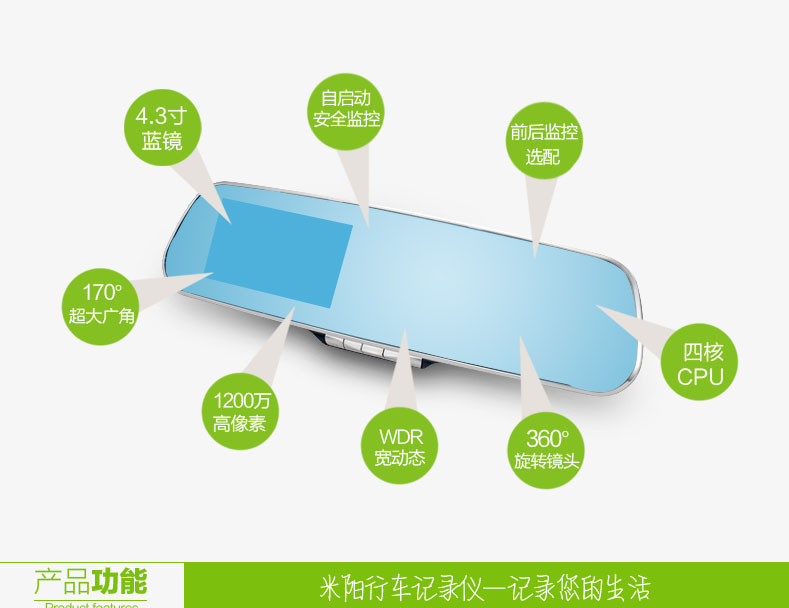 4.3寸
蓝镜
自启动
安全监控
前后监控
选配
170°
超大广角
四核
CPU
1200万
高像素
WDR
宽动态
360°
旋转镜头
产品功能
Product features
米阳行车记录仪—记录您的生活